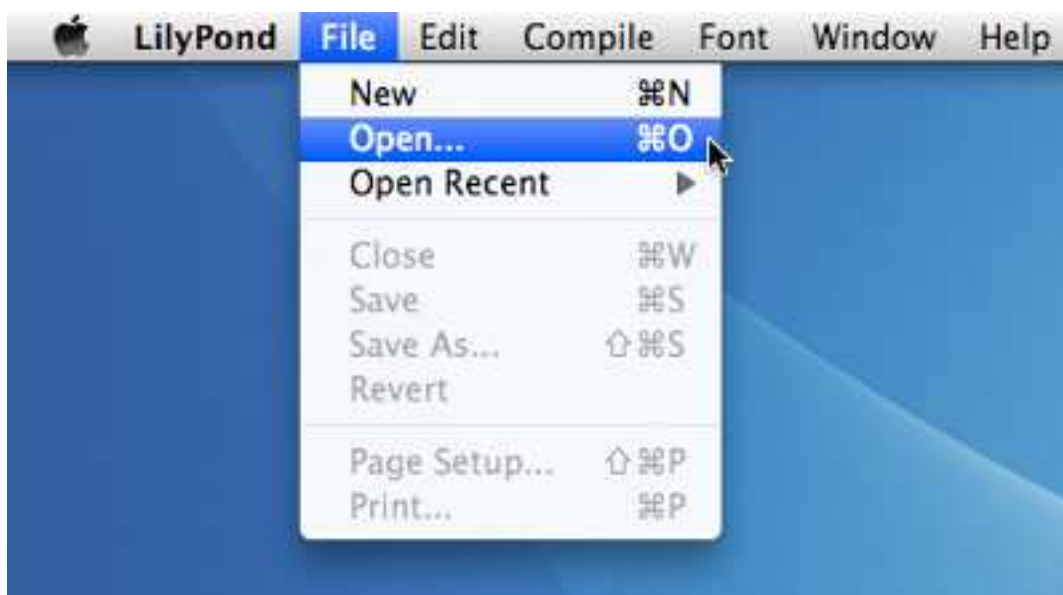 LilyPond File Edit Compile Font Window Help
New ⌘N
Open... ⌘O
Open Recent ▶
Close ⌘W
Save ⌘S
Save As... ⇧⌘S
Revert
Page Setup... ⇧⌘P
Print... ⌘P